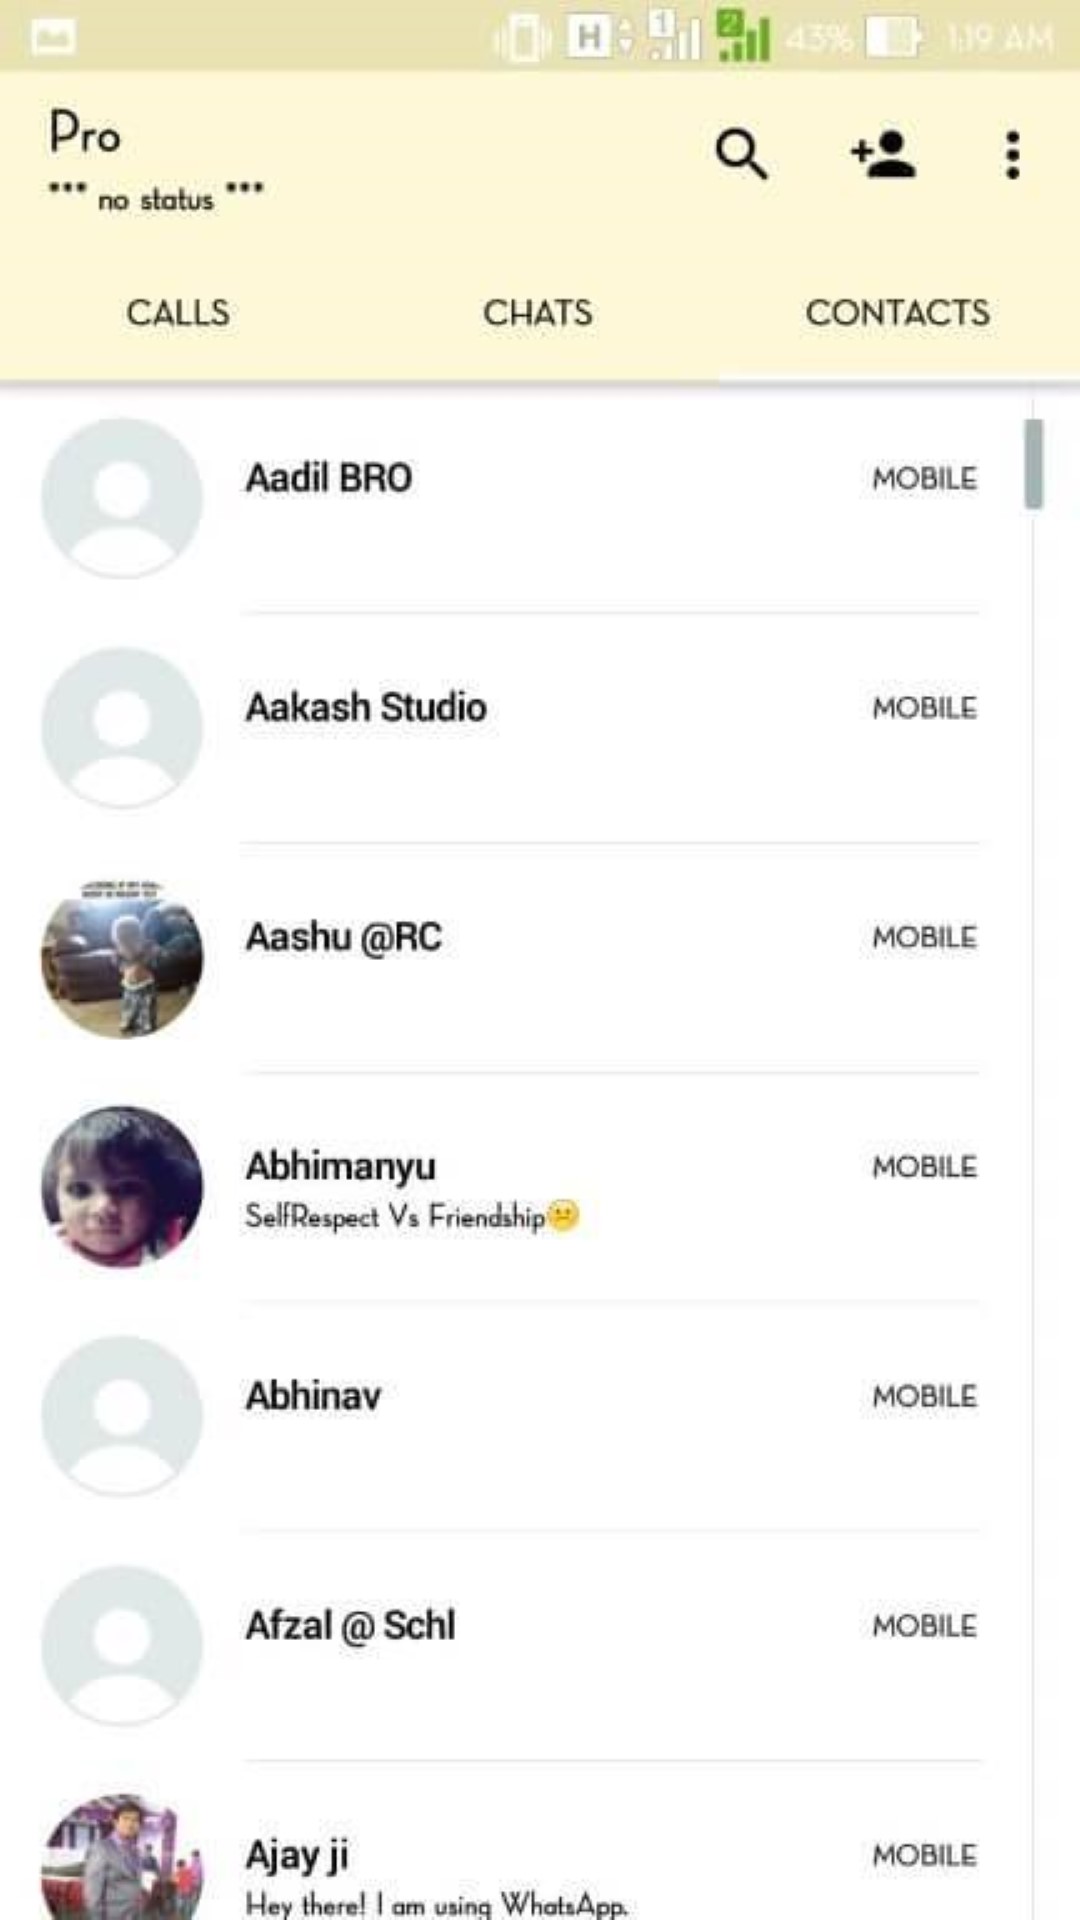 H 1 2 43% 1:19 AM
Pro
*** no status ***
CALLS CHATS CONTACTS
Aadil BRO MOBILE
Aakash Studio MOBILE
Aashu @RC MOBILE
Abhimanyu MOBILE
SelfRespect Vs Friendship😕
Abhinav MOBILE
Afzal @ Schl MOBILE
Ajay ji MOBILE
Hey there! I am using WhatsApp.